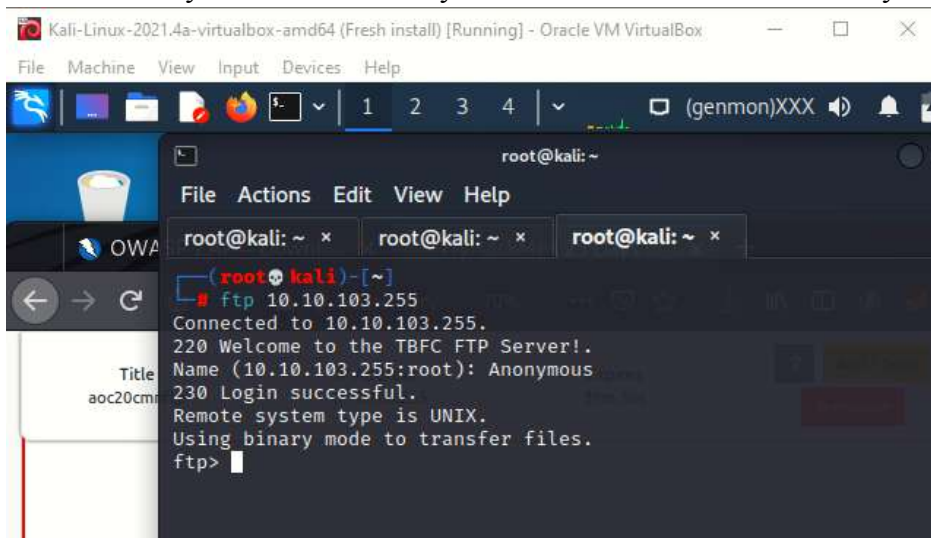 Kali-Linux-2021.4a-virtualbox-amd64 (Fresh install) [Running] - Oracle VM VirtualBox
File Machine View Input Devices Help
1 2 3 4 (genmon)XXX
root@kali: ~
File Actions Edit View Help
root@kali: ~ × root@kali: ~ × root@kali: ~ ×
OWA
(root💀kali)-[~]
# ftp 10.10.103.255
Connected to 10.10.103.255.
220 Welcome to the TBFC FTP Server!.
Title
Name (10.10.103.255:root): Anonymous
aoc20cm
230 Login successful.
Remote system type is UNIX.
Using binary mode to transfer files.
ftp>